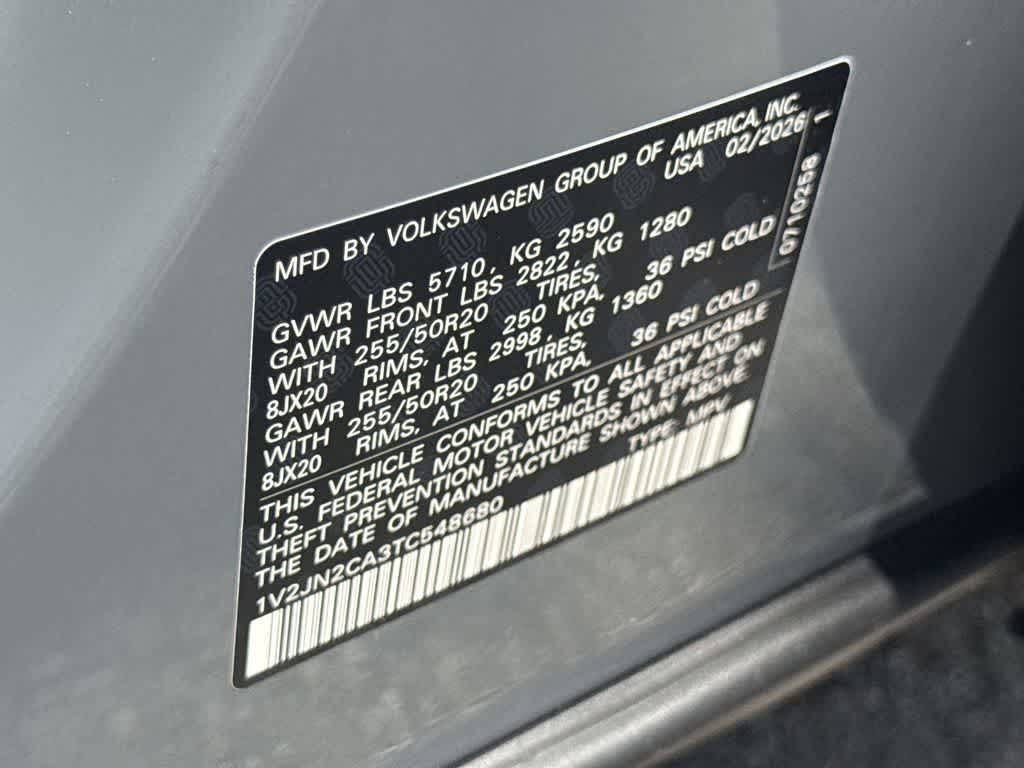 MFD BY VOLKSWAGEN GROUP OF AMERICA, INC.
USA 02/2026
0710258 1
GVWR LBS 5710, KG 2590
GAWR FRONT LBS 2822, KG 1280
WITH 255/50R20 TIRES,
8JX20 RIMS, AT 250 KPA, 36 PSI COLD
GAWR REAR LBS 2998, KG 1360
WITH 255/50R20 TIRES,
8JX20 RIMS, AT 250 KPA, 36 PSI COLD
THIS VEHICLE CONFORMS TO ALL APPLICABLE
U.S. FEDERAL MOTOR VEHICLE SAFETY AND
THEFT PREVENTION STANDARDS IN EFFECT ON
THE DATE OF MANUFACTURE SHOWN ABOVE.
1V2JN2CA3TC548680 TYPE: MPV